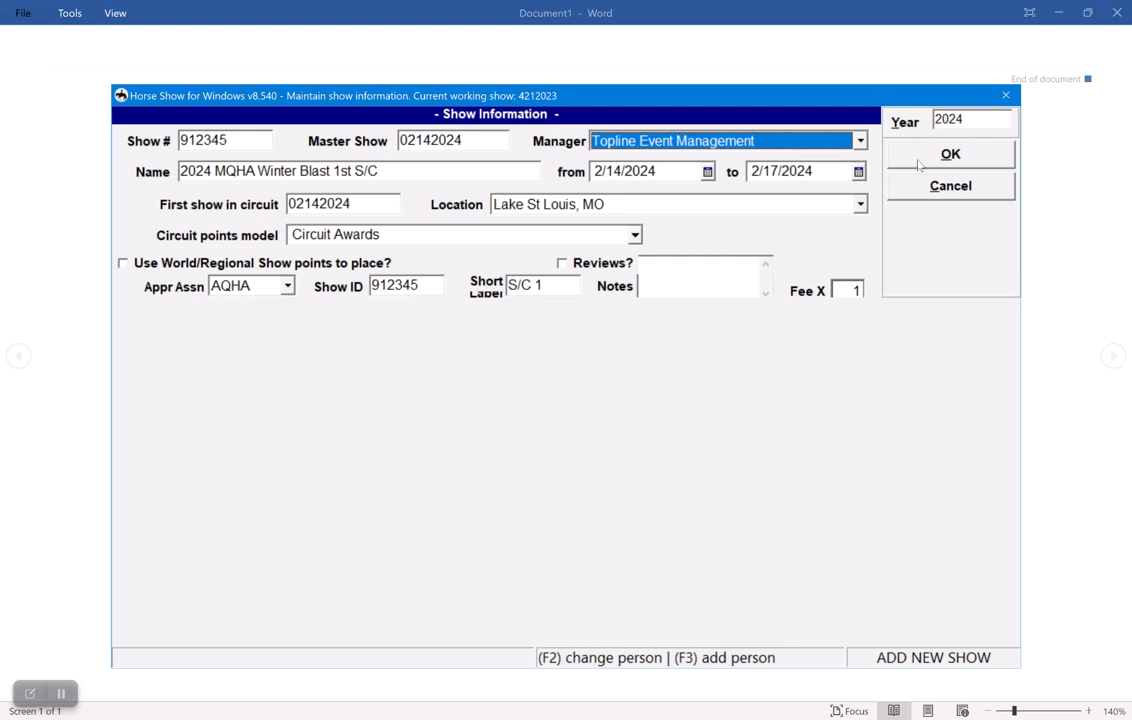 File Tools View Document1 - Word
End of document
Horse Show for Windows v8.540 - Maintain show information. Current working show: 4212023
- Show Information - Year 2024
Show # 912345 Master Show 02142024 Manager Topline Event Management
OK
Name 2024 MQHA Winter Blast 1st S/C from 2/14/2024 to 2/17/2024
Cancel
First show in circuit 02142024 Location Lake St Louis, MO
Circuit points model Circuit Awards
Use World/Regional Show points to place? Reviews?
Appr Assn AQHA Show ID 912345 Short Label S/C 1 Notes Fee X 1
(F2) change person | (F3) add person ADD NEW SHOW
Screen 1 of 1 Focus 140%